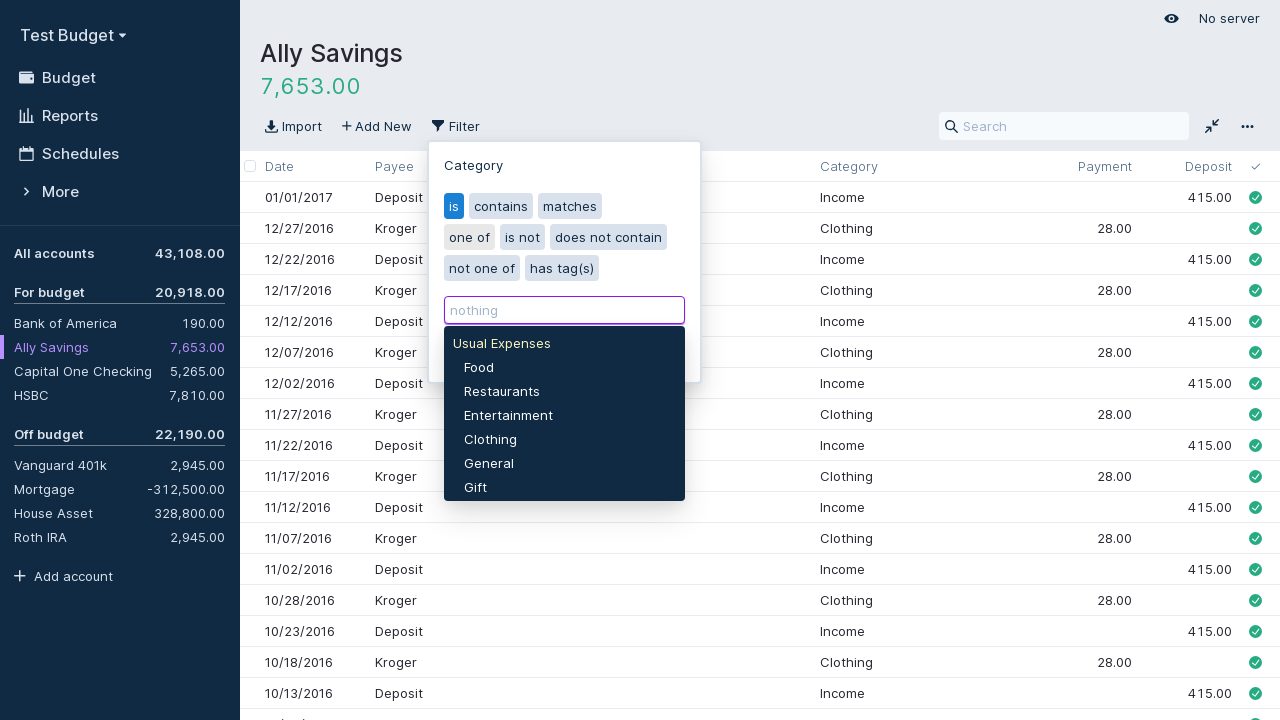 Test Budget
Budget
Reports
Schedules
More
All accounts 43,108.00
For budget 20,918.00
Bank of America 190.00
Ally Savings 7,653.00
Capital One Checking 5,265.00
HSBC 7,810.00
Off budget 22,190.00
Vanguard 401k 2,945.00
Mortgage -312,500.00
House Asset 328,800.00
Roth IRA 2,945.00
Add account
No server
Ally Savings
7,653.00
Import Add New Filter Search
Category
is contains matches
one of is not does not contain
not one of has tag(s)
nothing
Usual Expenses
Food
Restaurants
Entertainment
Clothing
General
Gift
Date Payee Category Payment Deposit
01/01/2017 Deposit Income 415.00
12/27/2016 Kroger Clothing 28.00
12/22/2016 Deposit Income 415.00
12/17/2016 Kroger Clothing 28.00
12/12/2016 Deposit Income 415.00
12/07/2016 Kroger Clothing 28.00
12/02/2016 Deposit Income 415.00
11/27/2016 Kroger Clothing 28.00
11/22/2016 Deposit Income 415.00
11/17/2016 Kroger Clothing 28.00
11/12/2016 Deposit Income 415.00
11/07/2016 Kroger Clothing 28.00
11/02/2016 Deposit Income 415.00
10/28/2016 Kroger Clothing 28.00
10/23/2016 Deposit Income 415.00
10/18/2016 Kroger Clothing 28.00
10/13/2016 Deposit Income 415.00